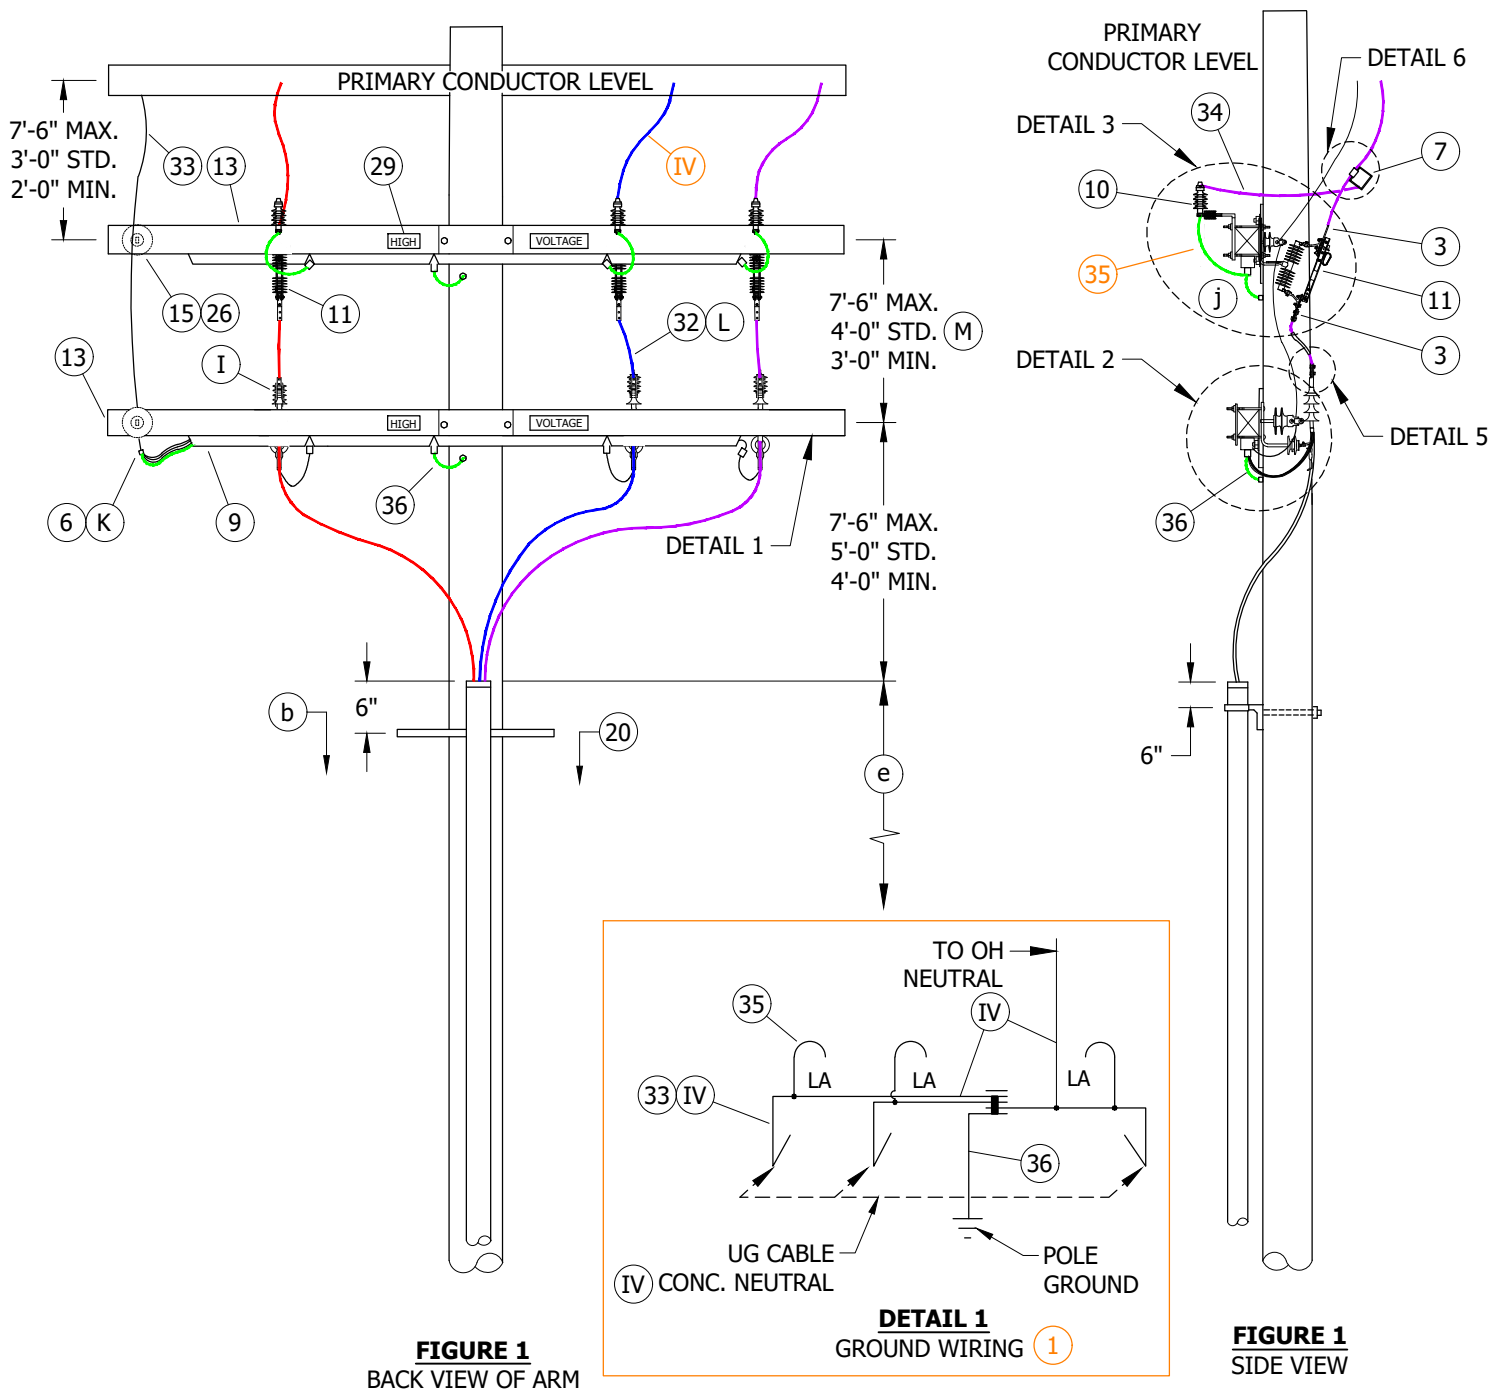 PRIMARY CONDUCTOR LEVEL
7'-6" MAX.
3'-0" STD.
2'-0" MIN.
33
13
29
IV
HIGH
VOLTAGE
15
26
11
I
32
L
7'-6" MAX.
4'-0" STD.
3'-0" MIN.
M
13
HIGH
VOLTAGE
6
K
9
36
DETAIL 1
7'-6" MAX.
5'-0" STD.
4'-0" MIN.
b
6"
20
e
FIGURE 1
BACK VIEW OF ARM
TO OH
NEUTRAL
35
IV
LA
LA
LA
33
IV
36
UG CABLE
IV CONC. NEUTRAL
POLE
GROUND
DETAIL 1
GROUND WIRING 1
PRIMARY
CONDUCTOR LEVEL
DETAIL 6
DETAIL 3
34
7
10
3
35
j
11
3
DETAIL 2
DETAIL 5
36
6"
FIGURE 1
SIDE VIEW